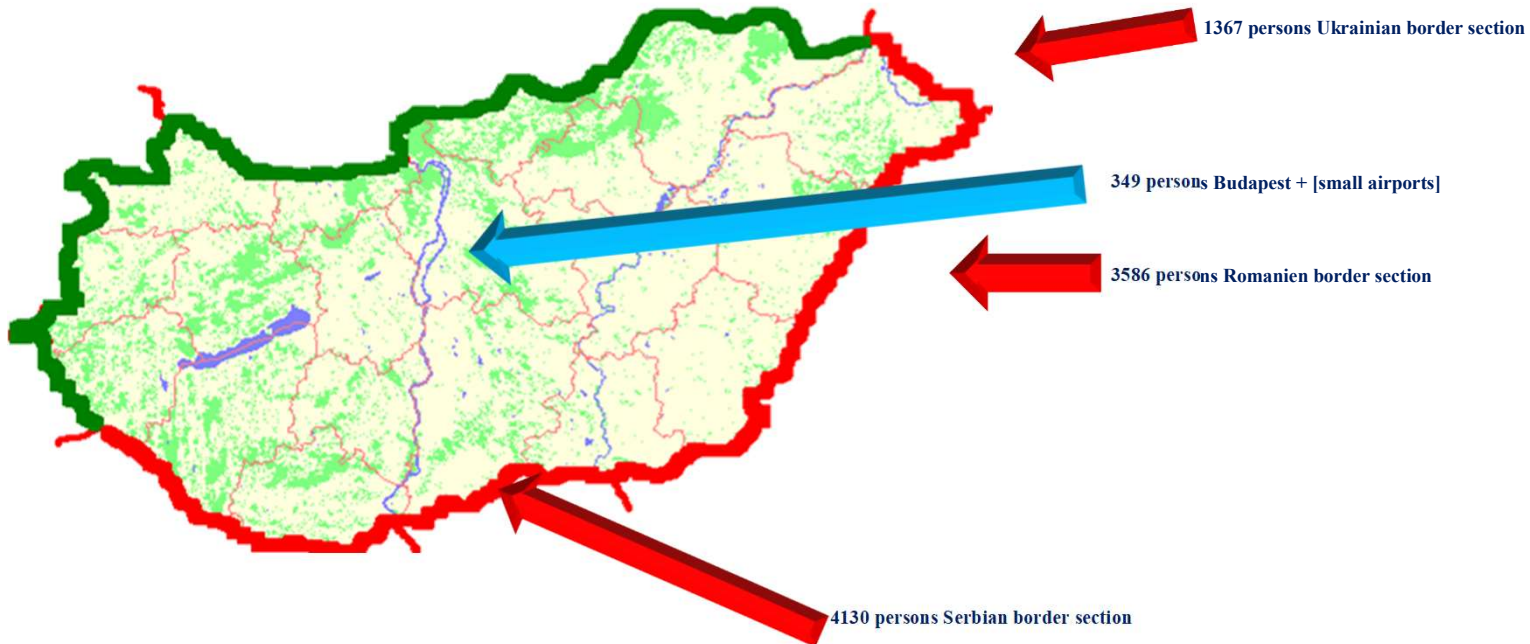 1367 persons Ukrainian border section
349 persons Budapest + [small airports]
3586 persons Romanien border section
4130 persons Serbian border section